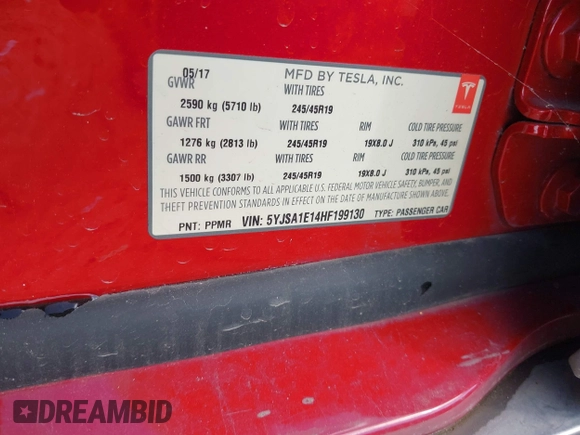 05/17 MFD BY TESLA, INC.
GVWR WITH TIRES
2590 kg (5710 lb) 245/45R19
GAWR FRT WITH TIRES RIM COLD TIRE PRESSURE
1276 kg (2813 lb) 245/45R19 19X8.0 J 310 kPa, 45 psi
GAWR RR WITH TIRES RIM COLD TIRE PRESSURE
1500 kg (3307 lb) 245/45R19 19X8.0 J 310 kPa, 45 psi
THIS VEHICLE CONFORMS TO ALL APPLICABLE U.S. FEDERAL MOTOR VEHICLE SAFETY, BUMPER, AND
THEFT PREVENTION STANDARDS IN EFFECT ON THE DATE OF MANUFACTURE SHOWN ABOVE.
PNT: PPMR VIN: 5YJSA1E14HF199130 TYPE: PASSENGER CAR
TESLA
DREAMBID